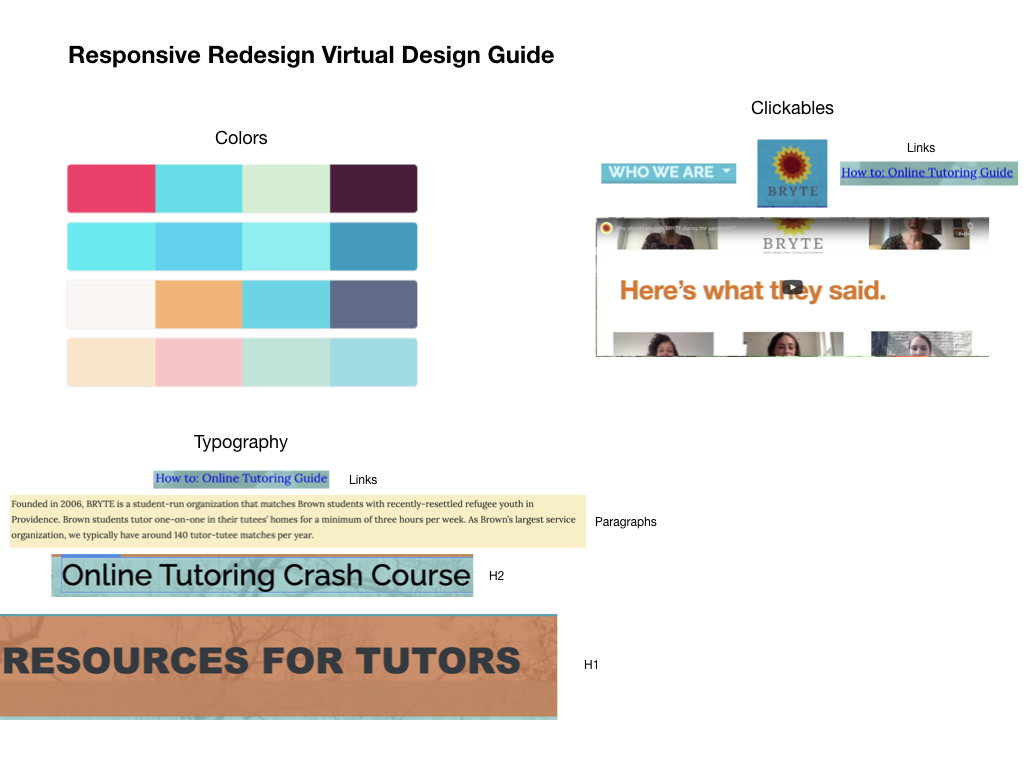 Responsive Redesign Virtual Design Guide
Clickables
Colors
Links
WHO WE ARE
BRYTE
How to: Online Tutoring Guide
BRYTE during the pandemic?
BRYTE
Here's what they said.
Typography
How to: Online Tutoring Guide
Links
Founded in 2006, BRYTE is a student-run organization that matches Brown students with recently-resettled refugee youth in
Providence. Brown students tutor one-on-one in their tutees' homes for a minimum of three hours per week. As Brown's largest service
organization, we typically have around 140 tutor-tutee matches per year.
Paragraphs
Online Tutoring Crash Course
H2
RESOURCES FOR TUTORS
H1